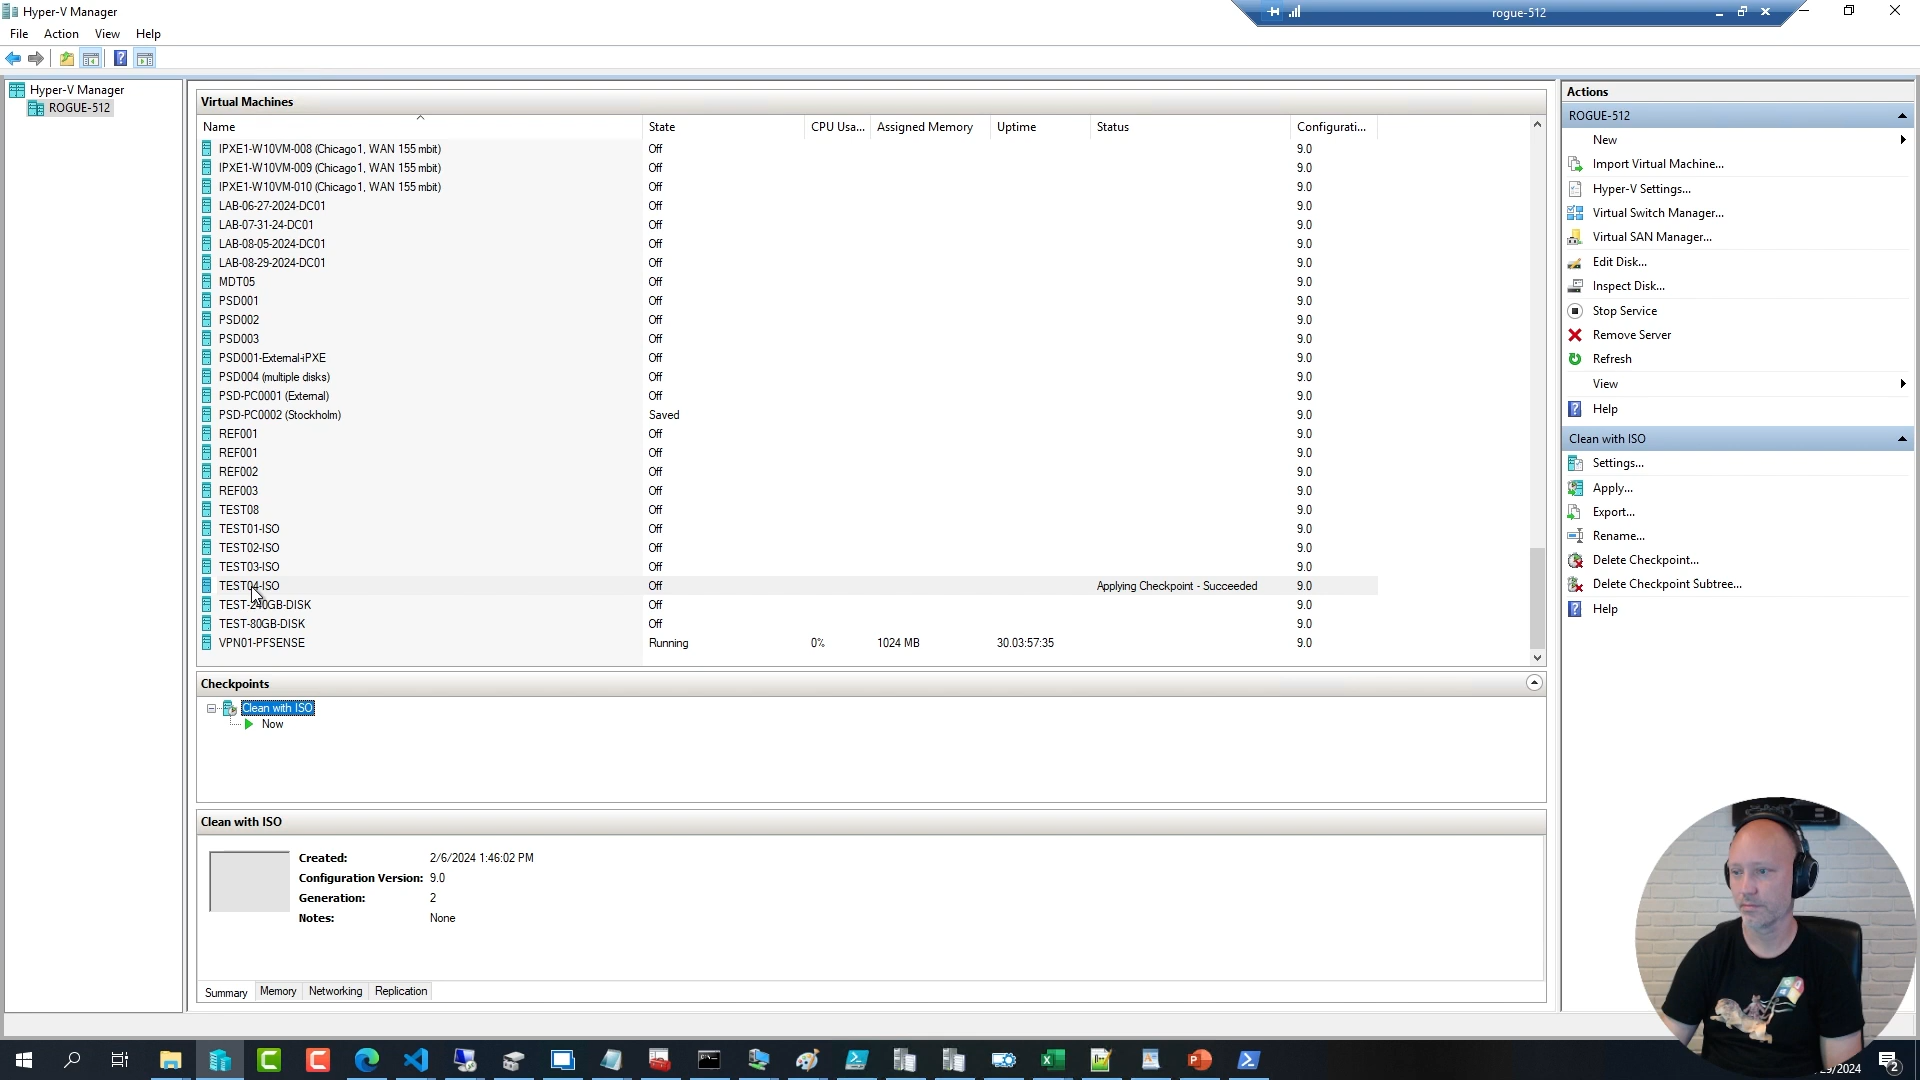 Hyper-V Manager
rogue-512
File Action View Help
Hyper-V Manager
ROGUE-512
Virtual Machines
Name State CPU Usa... Assigned Memory Uptime Status Configurati...
IPXE1-W10VM-008 (Chicago1, WAN 155 mbit) Off 9.0
IPXE1-W10VM-009 (Chicago1, WAN 155 mbit) Off 9.0
IPXE1-W10VM-010 (Chicago1, WAN 155 mbit) Off 9.0
LAB-06-27-2024-DC01 Off 9.0
LAB-07-31-24-DC01 Off 9.0
LAB-08-05-2024-DC01 Off 9.0
LAB-08-29-2024-DC01 Off 9.0
MDT05 Off 9.0
PSD001 Off 9.0
PSD002 Off 9.0
PSD003 Off 9.0
PSD001-External-iPXE Off 9.0
PSD004 (multiple disks) Off 9.0
PSD-PC0001 (External) Off 9.0
PSD-PC0002 (Stockholm) Saved 9.0
REF001 Off 9.0
REF001 Off 9.0
REF002 Off 9.0
REF003 Off 9.0
TEST08 Off 9.0
TEST01-ISO Off 9.0
TEST02-ISO Off 9.0
TEST03-ISO Off 9.0
TEST04-ISO Off Applying Checkpoint - Succeeded 9.0
TEST-240GB-DISK Off 9.0
TEST-80GB-DISK Off 9.0
VPN01-PFSENSE Running 0% 1024 MB 30.03:57:35 9.0
Checkpoints
Clean with ISO
Now
Clean with ISO
Created: 2/6/2024 1:46:02 PM
Configuration Version: 9.0
Generation: 2
Notes: None
Summary Memory Networking Replication
Actions
ROGUE-512
New
Import Virtual Machine...
Hyper-V Settings...
Virtual Switch Manager...
Virtual SAN Manager...
Edit Disk...
Inspect Disk...
Stop Service
Remove Server
Refresh
View
Help
Clean with ISO
Settings...
Apply...
Export...
Rename...
Delete Checkpoint...
Delete Checkpoint Subtree...
Help
2